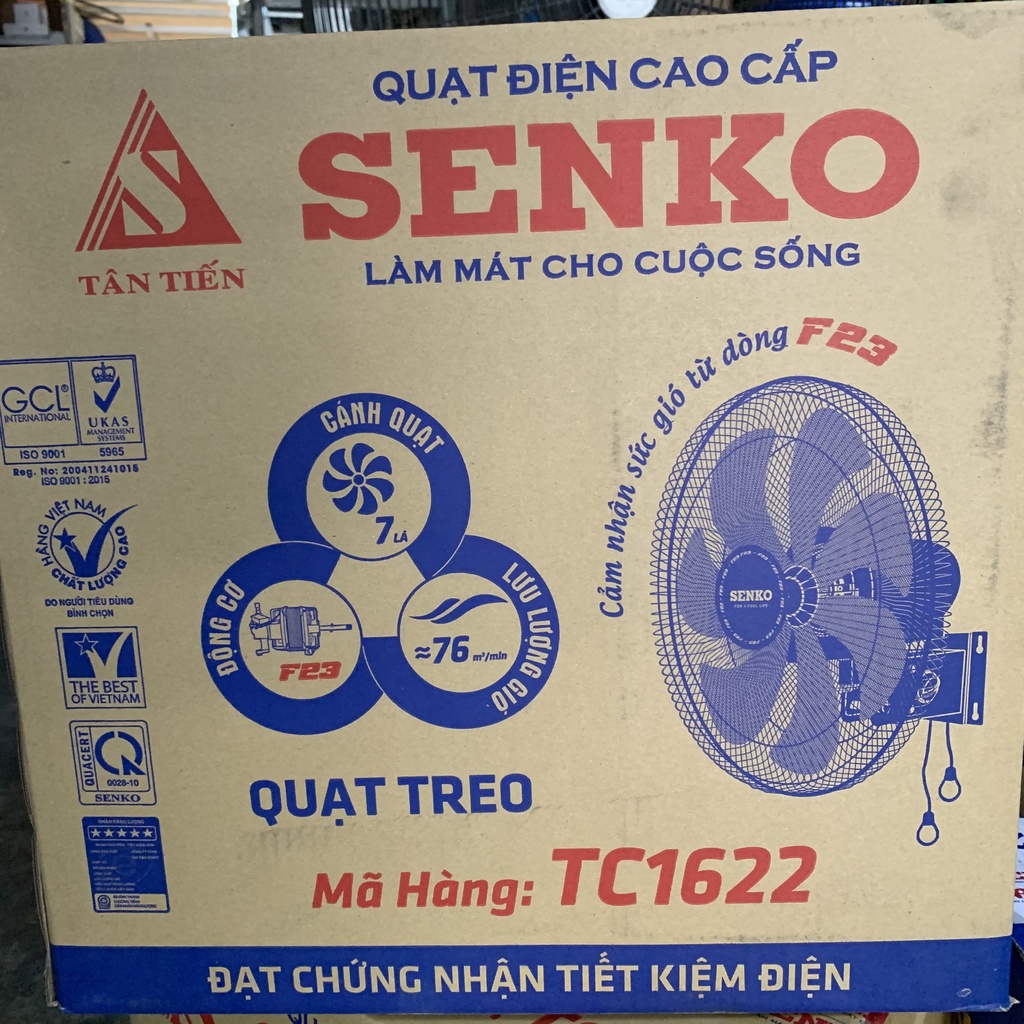 QUẠT ĐIỆN CAO CẤP
SENKO
LÀM MÁT CHO CUỘC SỐNG
TÂN TIẾN
Cảm nhận sức gió từ dòng F23
GCL®
INTERNATIONAL
UKAS
MANAGEMENT
SYSTEMS
ISO 9001 5965
Reg. No: 200411241015
ISO 9001 : 2015
HÀNG VIỆT NAM
CHẤT LƯỢNG CAO
DO NGƯỜI TIÊU DÙNG
BÌNH CHỌN
THE BEST
OF VIETNAM
QUACERT
0028-10
SENKO
NHÃN NĂNG LƯỢNG
CÁNH QUẠT
7 LÁ
ĐỘNG CƠ
F23
LƯU LƯỢNG GIÓ
≈76 m³/min
SENKO
QUẠT TREO
Mã Hàng: TC1622
ĐẠT CHỨNG NHẬN TIẾT KIỆM ĐIỆN